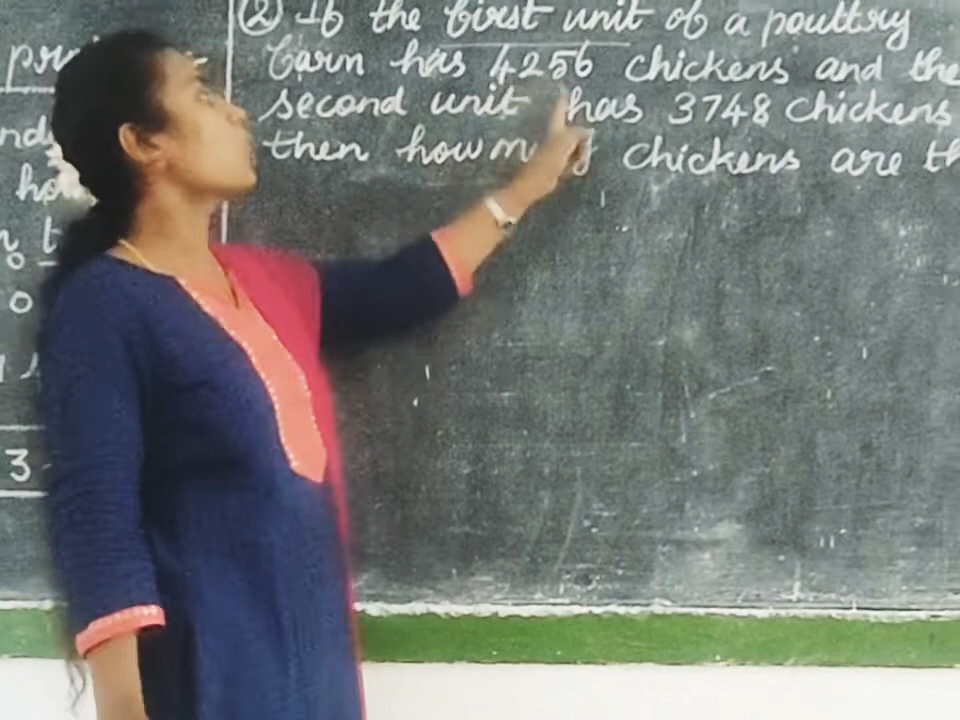 ② If the first unit of a poultry
farm has 4256 chickens and the
second unit has 3748 chickens
then how chickens are
3